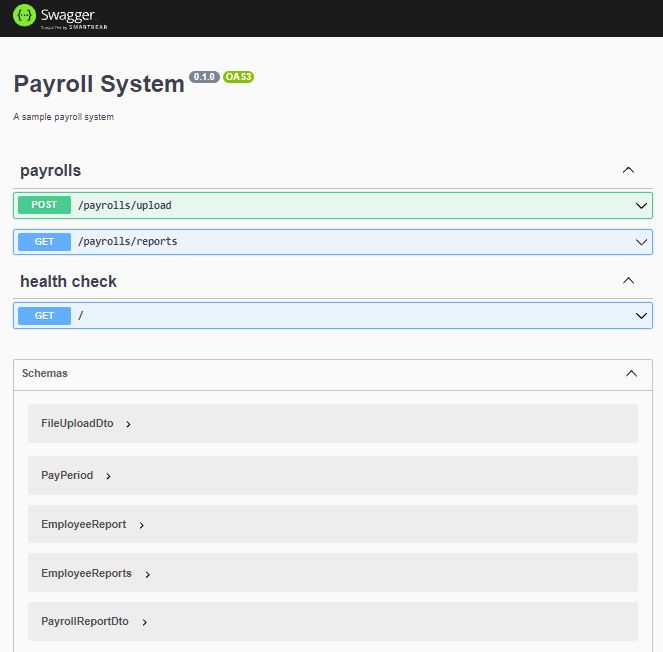 {···} Swagger.
Supported by SMARTBEAR
Payroll System 0.1.0 OAS3
A sample payroll system
payrolls
POST /payrolls/upload
GET /payrolls/reports
health check
GET /
Schemas
FileUploadDto
PayPeriod
EmployeeReport
EmployeeReports
PayrollReportDto